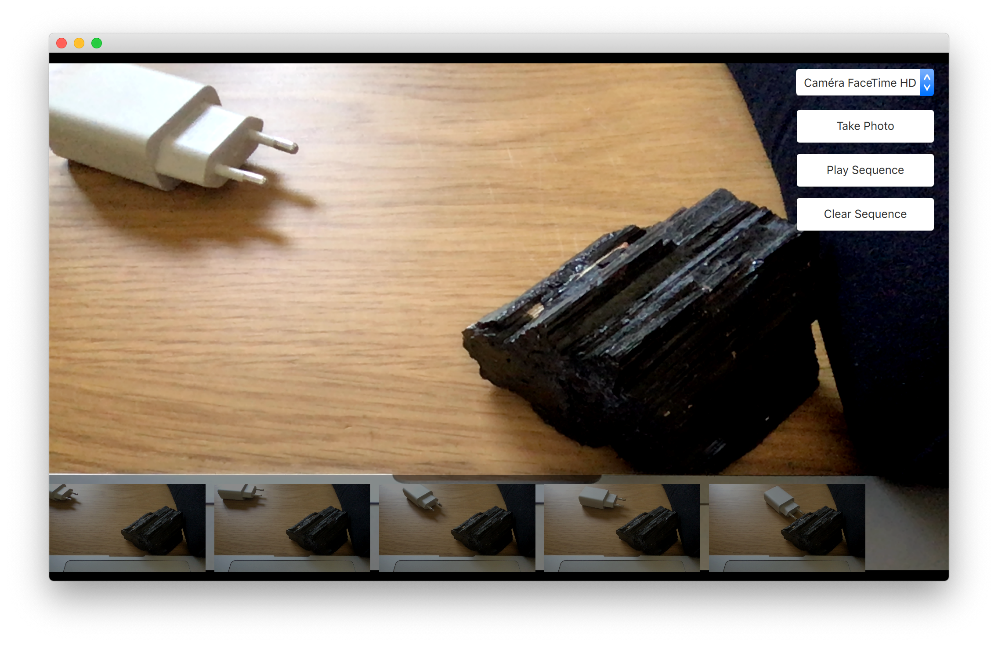 Caméra FaceTime HD
Take Photo
Play Sequence
Clear Sequence